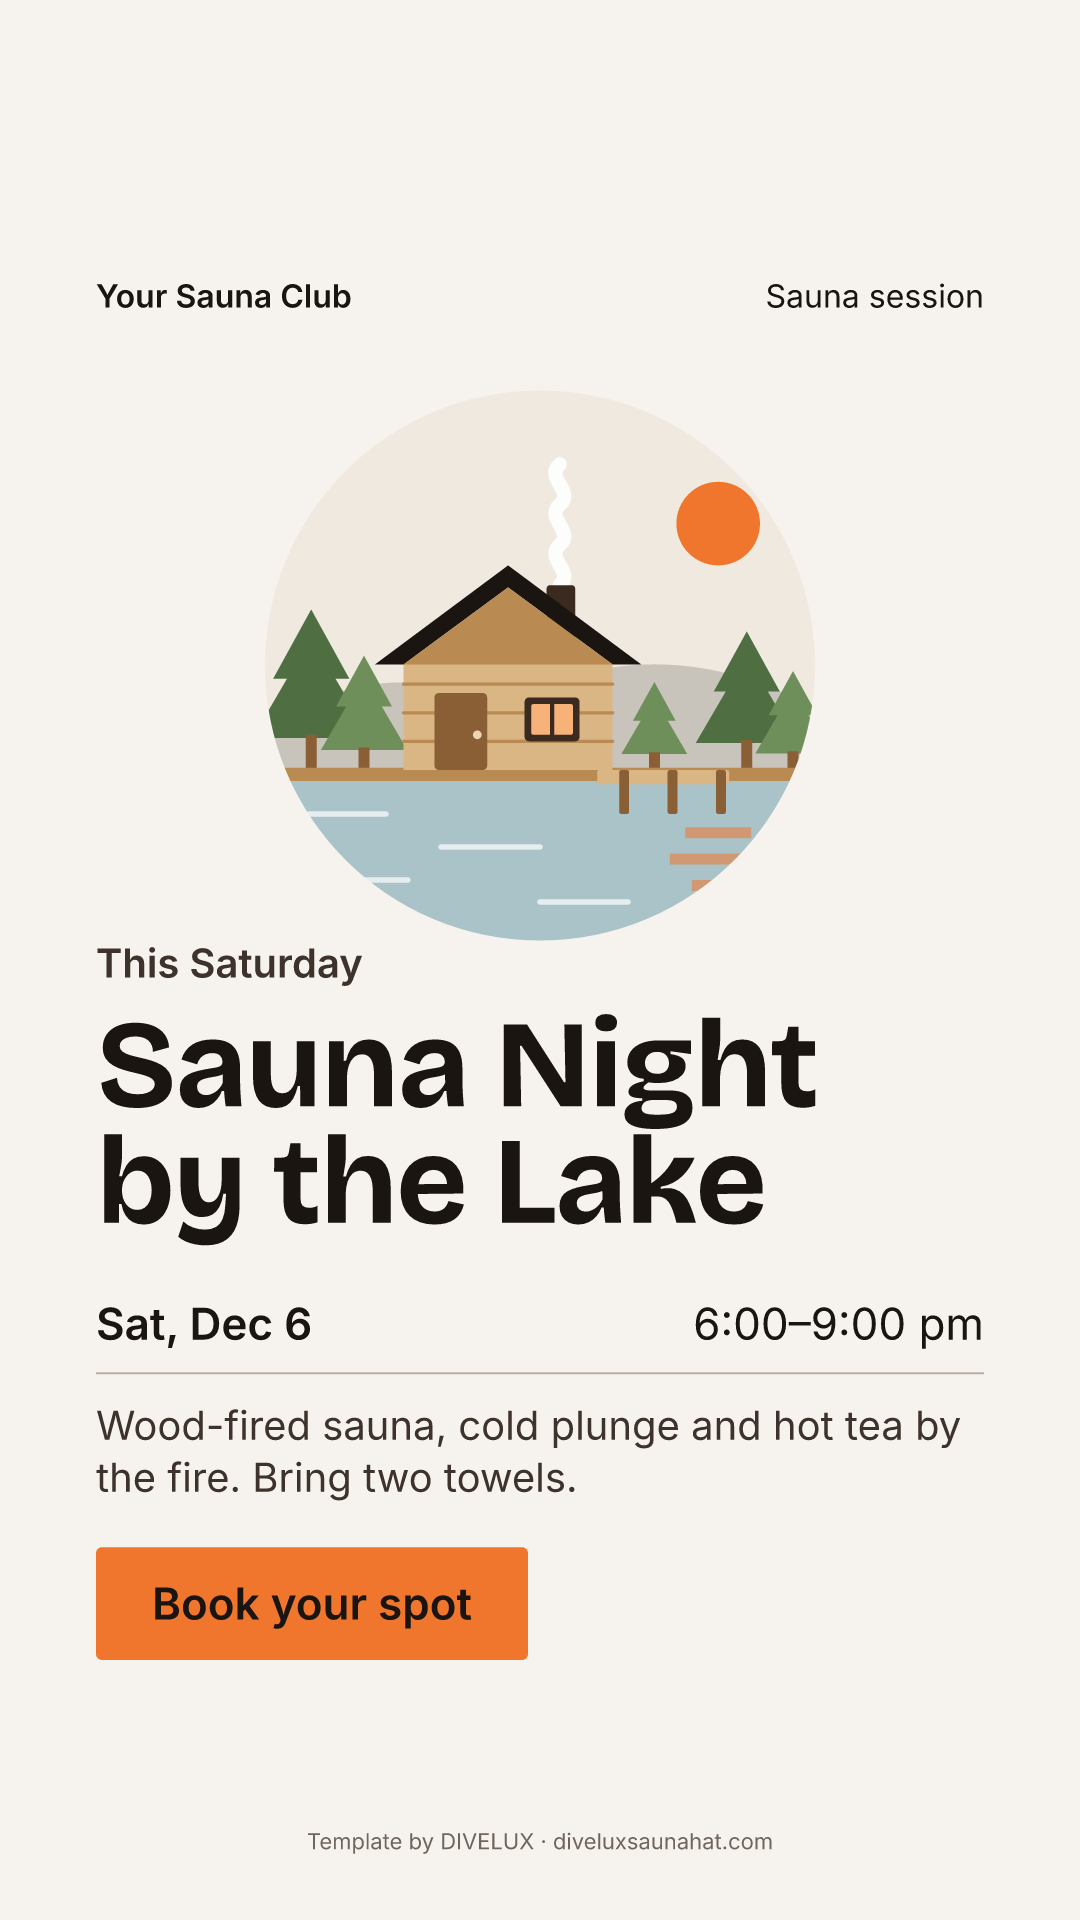 Your Sauna Club
Sauna session
This Saturday
Sauna Night
by the Lake
Sat, Dec 6
6:00–9:00 pm
Wood-fired sauna, cold plunge and hot tea by
the fire. Bring two towels.
Book your spot
Template by DIVELUX · diveluxsaunahat.com